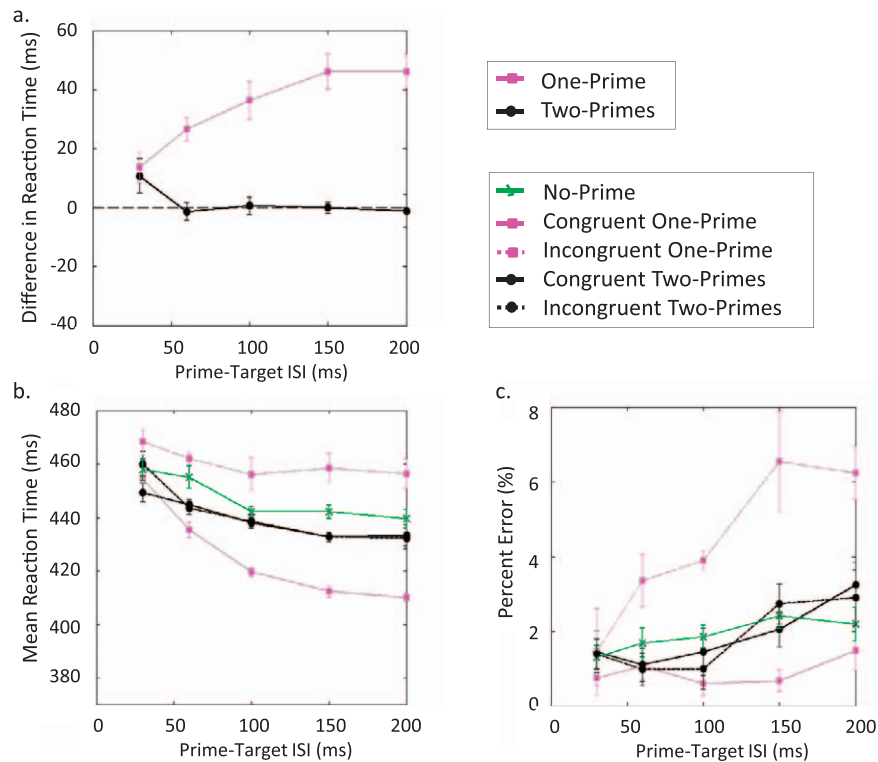 a.
60
40
20
0
-20
-40
Difference in Reaction Time (ms)
0
50
100
150
200
Prime-Target ISI (ms)
One-Prime
Two-Primes
No-Prime
Congruent One-Prime
Incongruent One-Prime
Congruent Two-Primes
Incongruent Two-Primes
b.
480
460
440
420
400
380
Mean Reaction Time (ms)
0
50
100
150
200
Prime-Target ISI (ms)
c.
8
6
4
2
0
Percent Error (%)
0
50
100
150
200
Prime-Target ISI (ms)